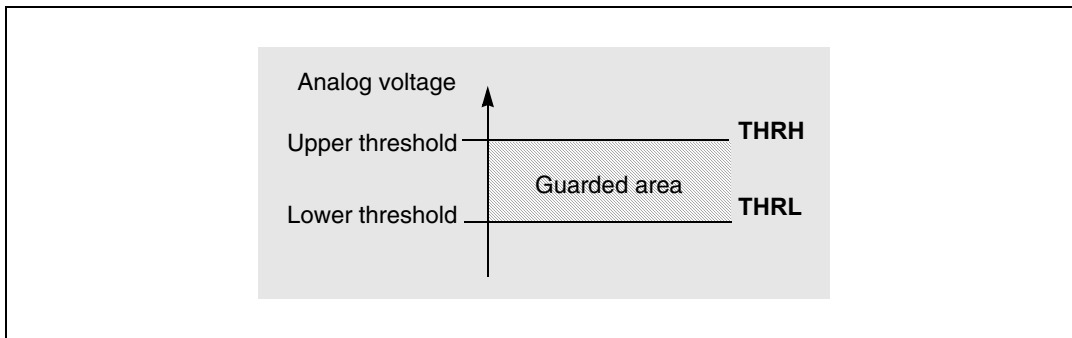 Analog voltage
Upper threshold THRH
Guarded area
Lower threshold THRL